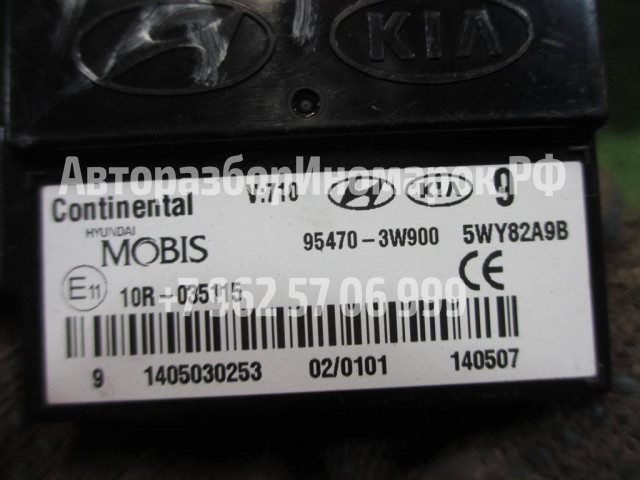 KIA
АвторазборИномарок.РФ
Continental V:710 KIA 9
HYUNDAI
MOBIS 95470-3W900 5WY82A9B
E11 10R-035115 CE
+7 962 57 06 999
9 1405030253 02/0101 140507